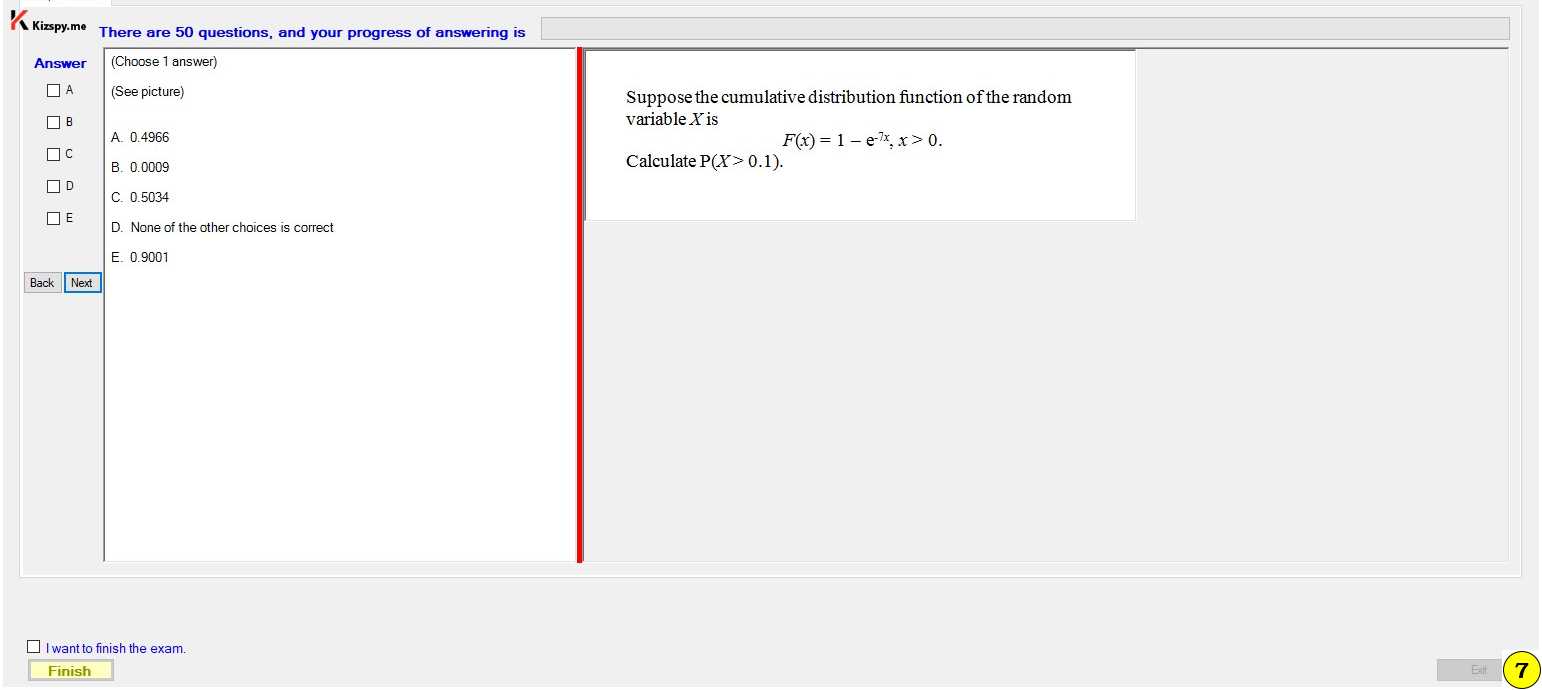 Kizspy.me
There are 50 questions, and your progress of answering is
Answer
A
B
C
D
E
Back Next
(Choose 1 answer)
(See picture)
A. 0.4966
B. 0.0009
C. 0.5034
D. None of the other choices is correct
E. 0.9001
Suppose the cumulative distribution function of the random
variable X is
F(x) = 1 – e^-7x, x > 0.
Calculate P(X > 0.1).
I want to finish the exam.
Finish
Exit
7